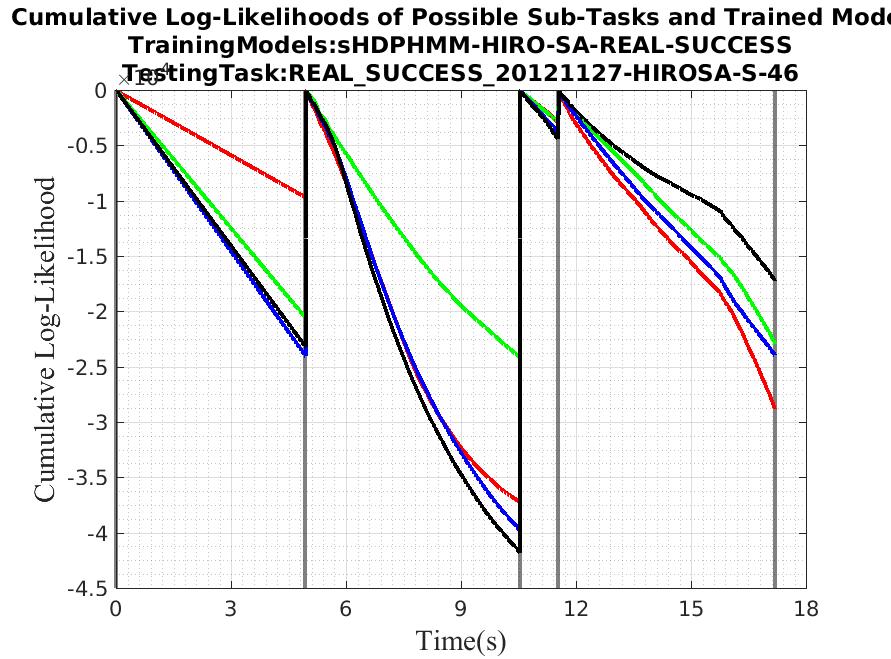 Cumulative Log-Likelihoods of Possible Sub-Tasks and Trained Mode
TrainingModels:sHDPHMM-HIRO-SA-REAL-SUCCESS
TestingTask:REAL_SUCCESS_20121127-HIROSA-S-46
×10⁴
0
-0.5
-1
-1.5
-2
-2.5
-3
-3.5
-4
-4.5
Cumulative Log-Likelihood
0 3 6 9 12 15 18
Time(s)